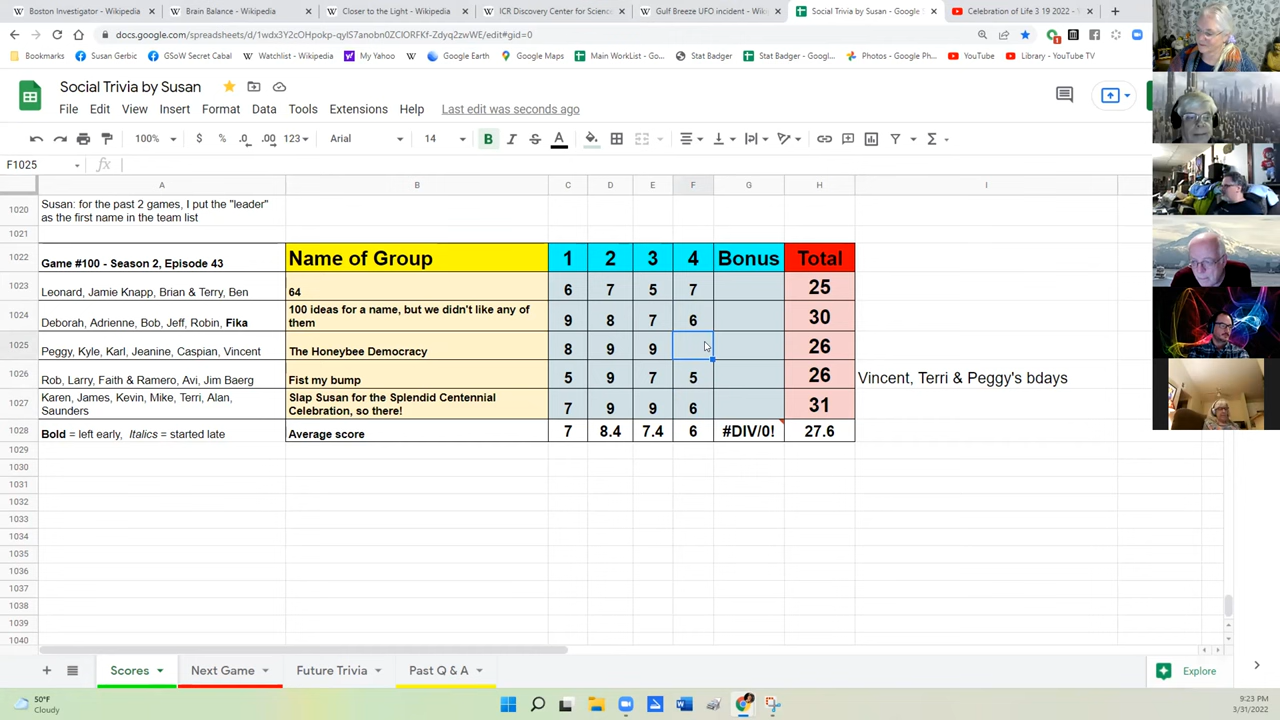 Boston Investigator - Wikipedia
Brain Balance - Wikipedia
Closer to the Light - Wikipedia
ICR Discovery Center for Scienc
Gulf Breeze UFO incident - Wiki
Social Trivia by Susan - Google
Celebration of Life 3 19 2022 -
docs.google.com/spreadsheets/d/
Bookmarks Susan Gerbic GSoW Secret Cabal Watchlist - Wikipedia My Yahoo Google Earth Google Maps Main WorkList - Go... Stat Badger Stat Badger - Googl... Photos - Google Ph... YouTube Library - YouTube
Social Trivia by Susan
File Edit View Insert Format Data Tools Extensions Help Last edit was seconds ago
100% $ % .0 .00 123 Arial 14 B I S A
F1025 fx
A B C D E F G H I
1020 Susan: for the past 2 games, I put the "leader"
as the first name in the team list
1021
1022 Game #100 - Season 2, Episode 43 Name of Group 1 2 3 4 Bonus Total
1023 Leonard, Jamie Knapp, Brian & Terry, Ben 64 6 7 5 7 25
1024 Deborah, Adrienne, Bob, Jeff, Robin, Fika 100 ideas for a name, but we didn't like any of
them 9 8 7 6 30
1025 Peggy, Kyle, Karl, Jeanine, Caspian, Vincent The Honeybee Democracy 8 9 9 26
1026 Rob, Larry, Faith & Ramero, Avi, Jim Baerg Fist my bump 5 9 7 5 26 Vincent, Terri & Peggy's bdays
1027 Karen, James, Kevin, Mike, Terri, Alan,
Saunders Slap Susan for the Splendid Centennial
Celebration, so there! 7 9 9 6 31
1028 Bold = left early, Italics = started late Average score 7 8.4 7.4 6 #DIV/0! 27.6
1029
1030
1031
1032
1033
1034
1035
1036
1037
1038
1039
1040
Scores Next Game Future Trivia Past Q & A Explore
50°F
Cloudy
9:23 PM
3/31/2022